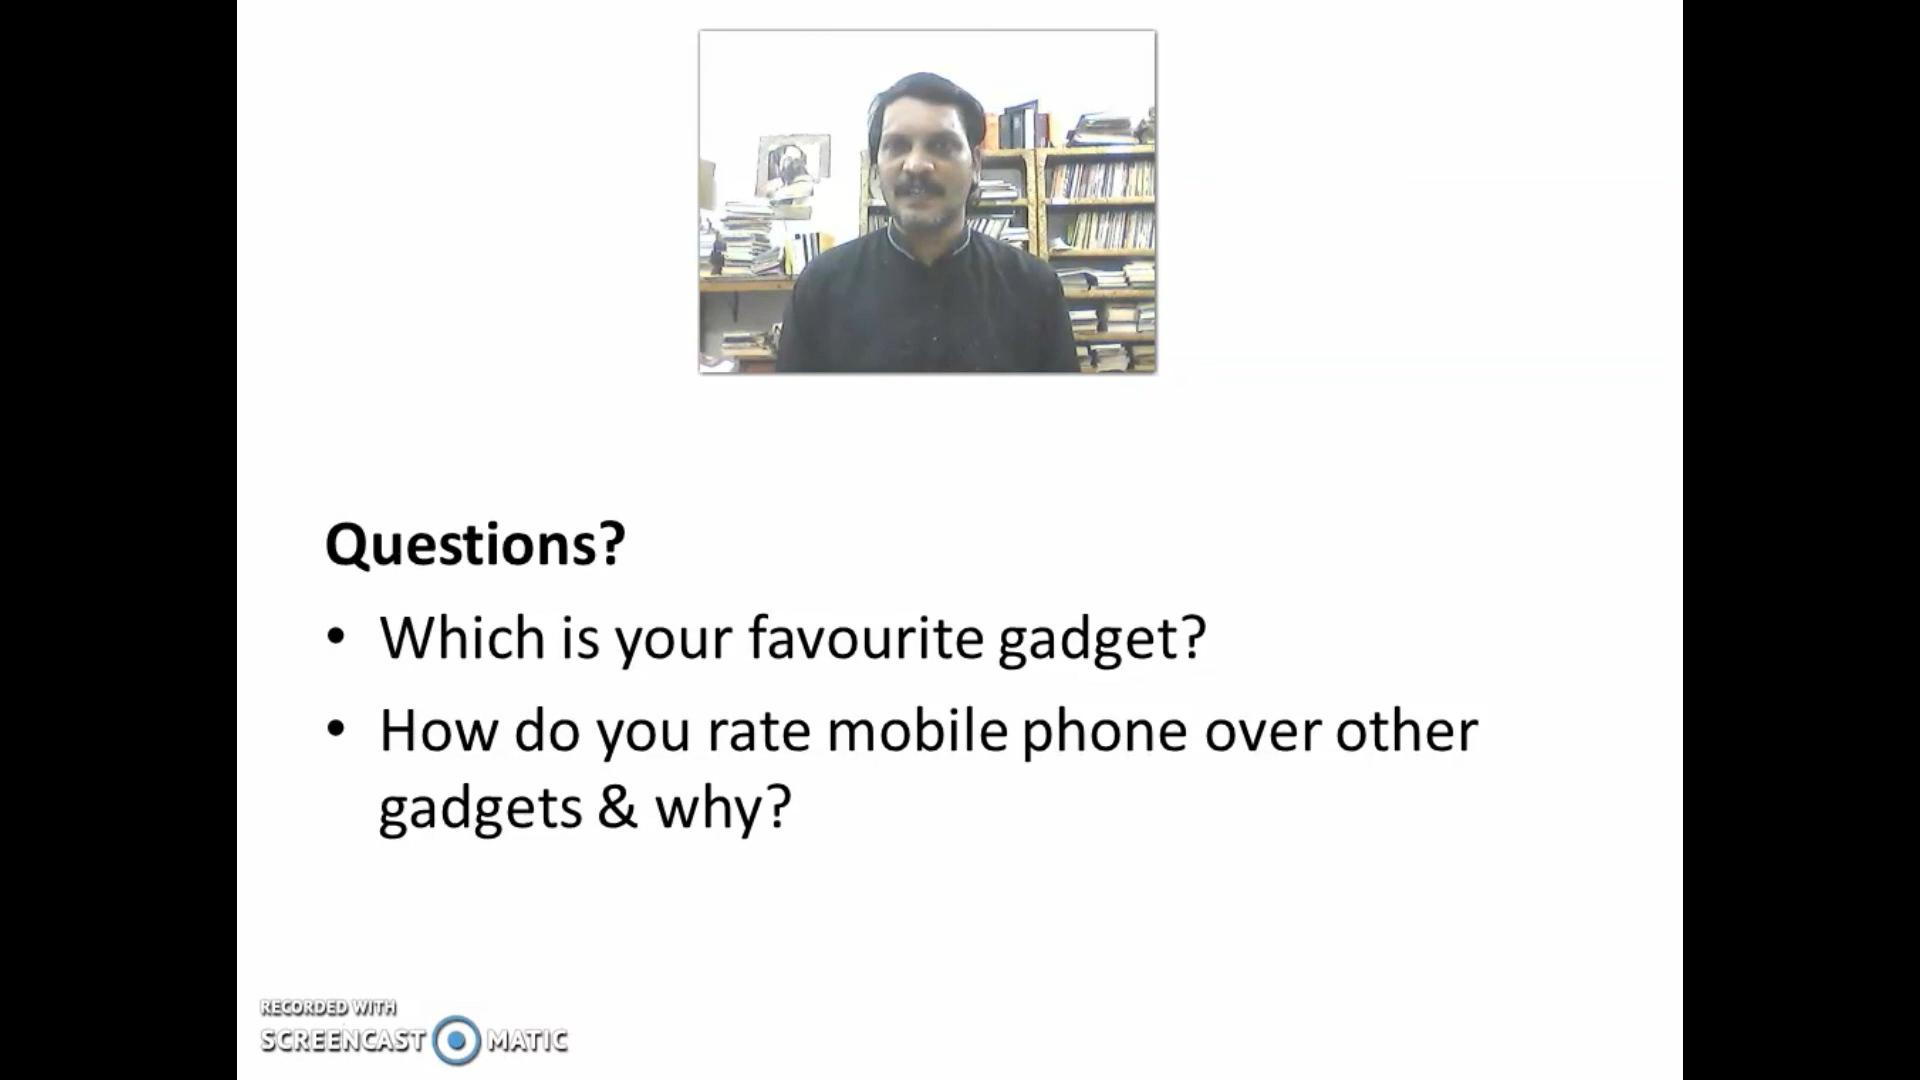 Questions?
• Which is your favourite gadget?
• How do you rate mobile phone over other
gadgets & why?
RECORDED WITH
SCREENCAST MATIC